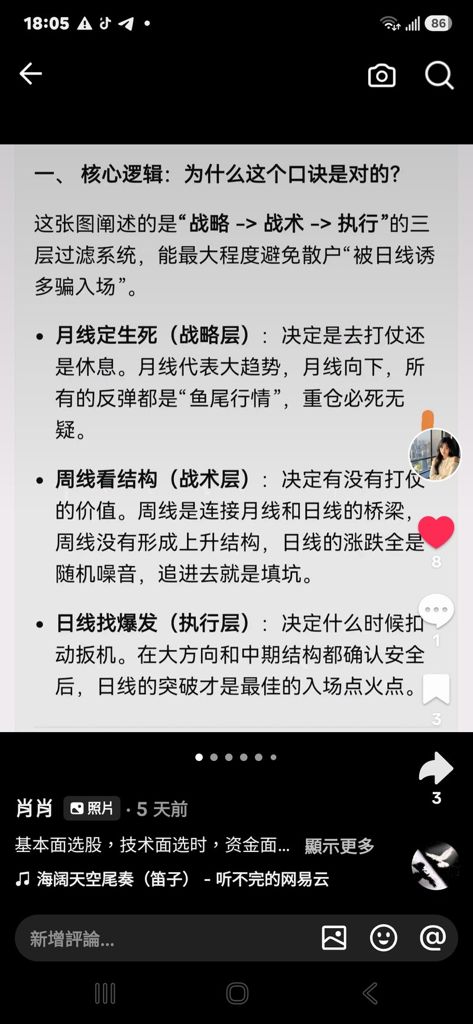 18:05
86
一、 核心逻辑：为什么这个口诀是对的？
这张图阐述的是“战略 -> 战术 -> 执行”的三
层过滤系统，能最大程度避免散户“被日线诱
多骗入场”。
• 月线定生死（战略层）：决定是去打仗还
是休息。月线代表大趋势，月线向下，所
有的反弹都是“鱼尾行情”，重仓必死无
疑。
• 周线看结构（战术层）：决定有没有打仗
的价值。周线是连接月线和日线的桥梁，
周线没有形成上升结构，日线的涨跌全是
随机噪音，追进去就是填坑。
• 日线找爆发（执行层）：决定什么时候扣
动扳机。在大方向和中期结构都确认安全
后，日线的突破才是最佳的入场点火点。
8
1
3
3
肖肖 照片 · 5 天前
基本面选股，技术面选时，资金面... 顯示更多
♫ 海阔天空尾奏（笛子） - 听不完的网易云
新增評論...